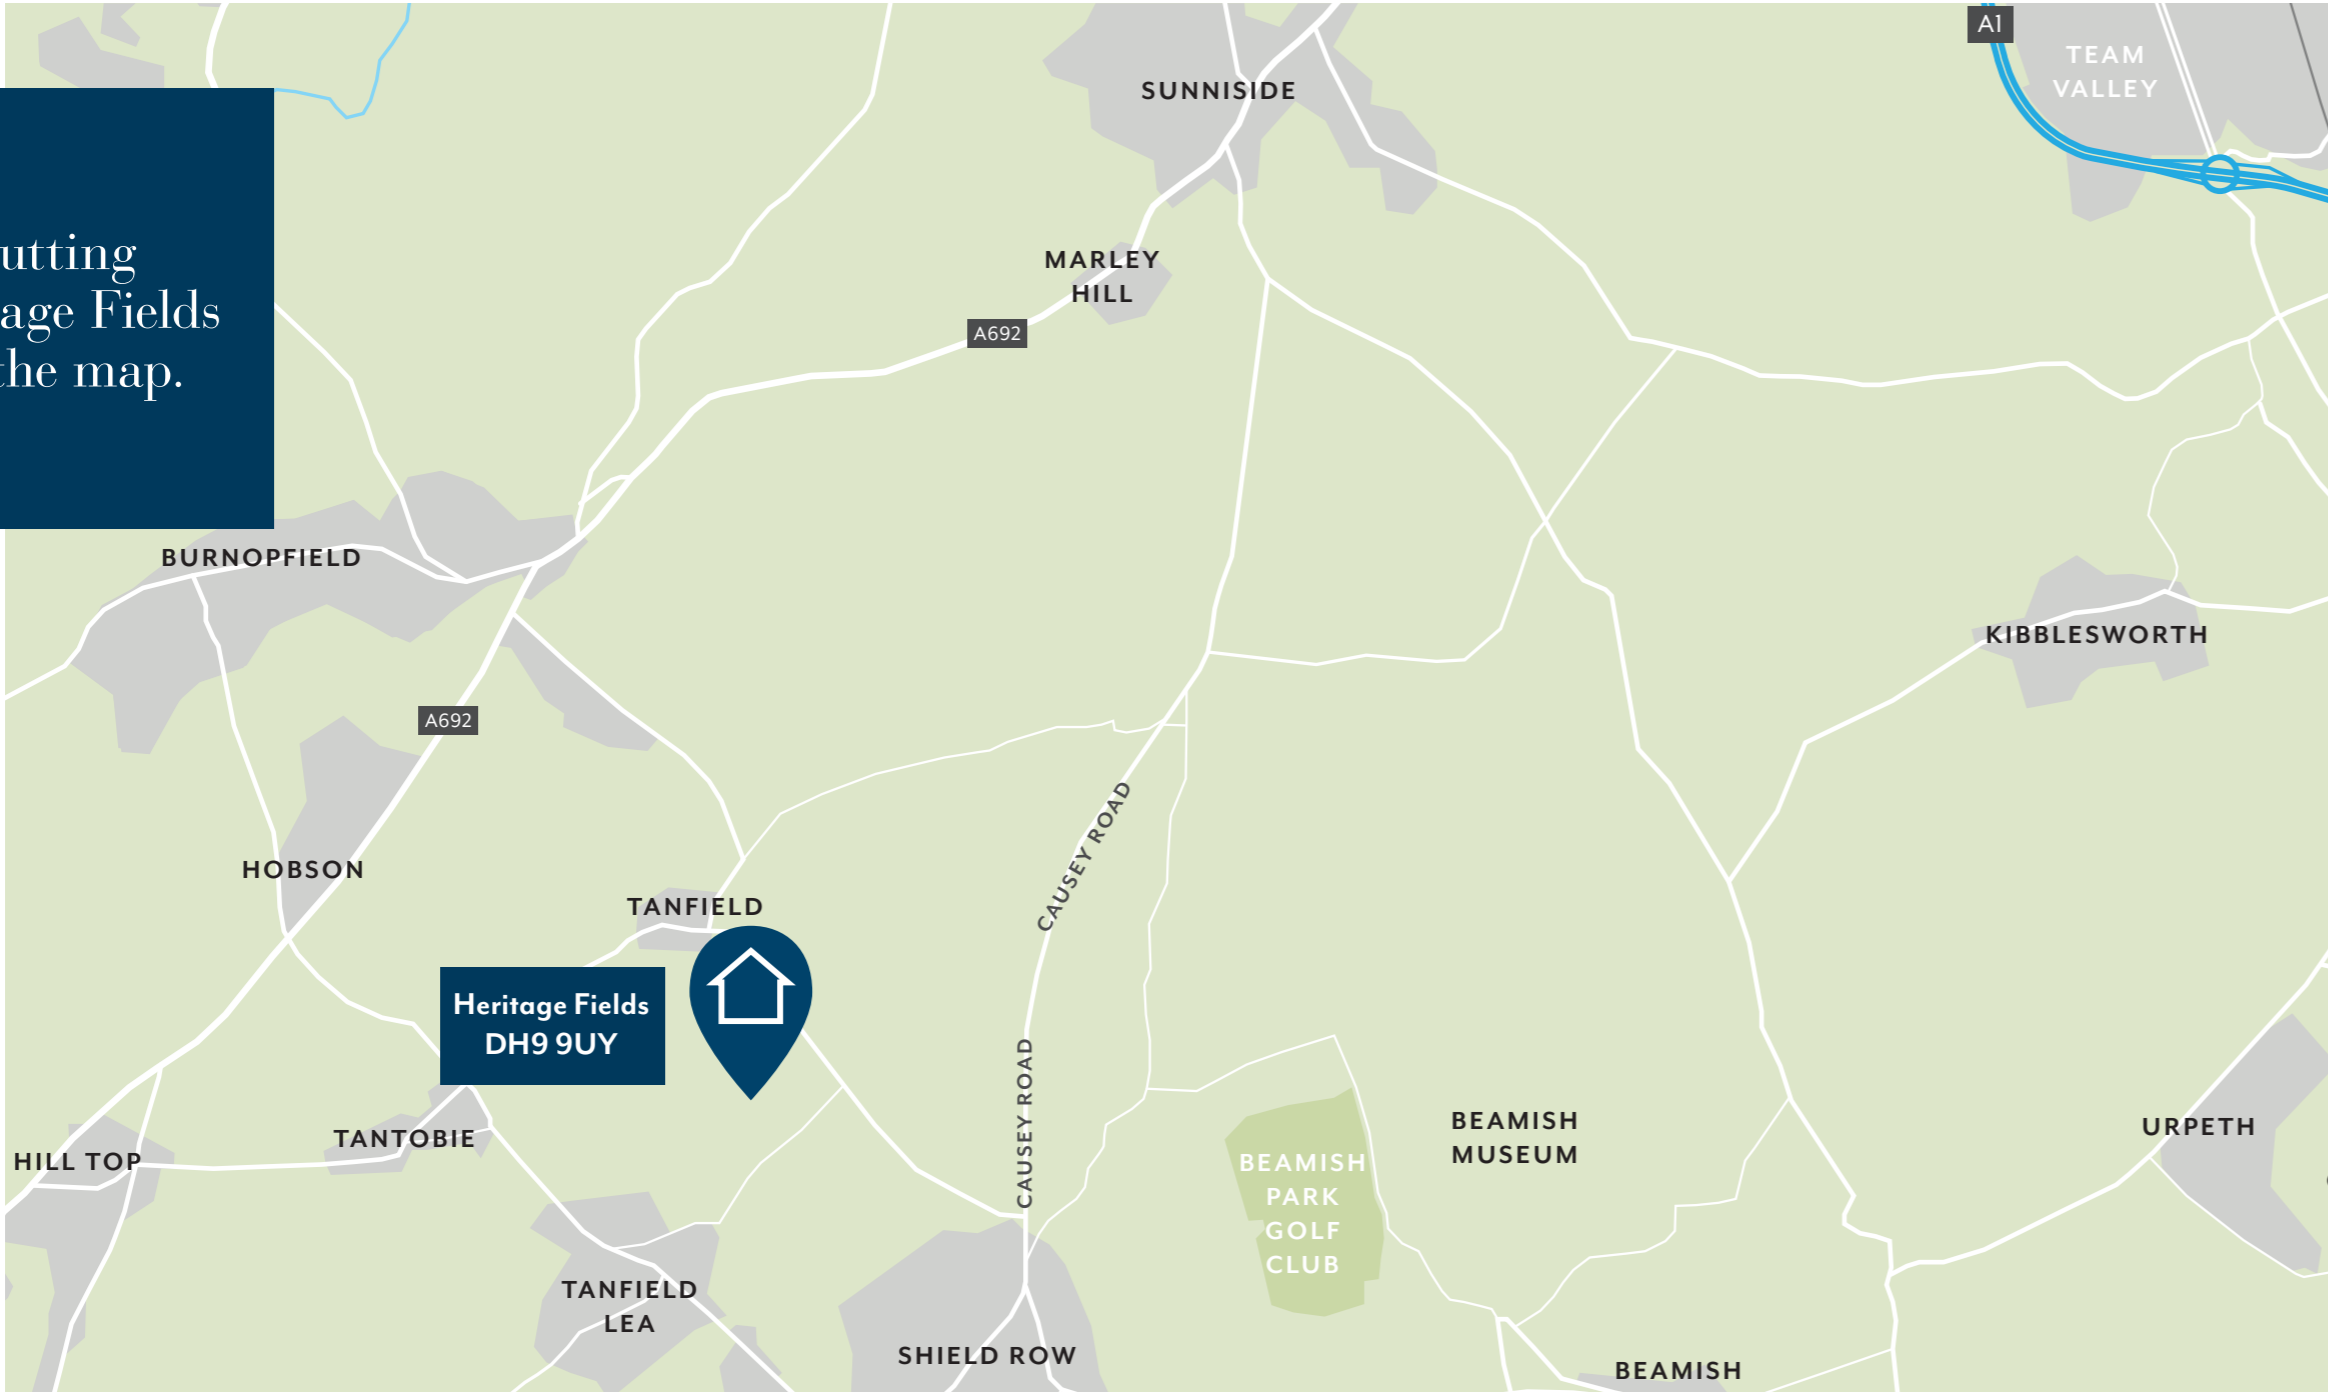 A1
TEAM
VALLEY
SUNNISIDE
utting
age Fields
the map.
MARLEY
HILL
A692
BURNOPFIELD
KIBBLESWORTH
A692
CAUSEY ROAD
HOBSON
TANFIELD
Heritage Fields
DH9 9UY
CAUSEY ROAD
BEAMISH
MUSEUM
URPETH
TANTOBIE
HILL TOP
BEAMISH
PARK
GOLF
CLUB
TANFIELD
LEA
SHIELD ROW
BEAMISH